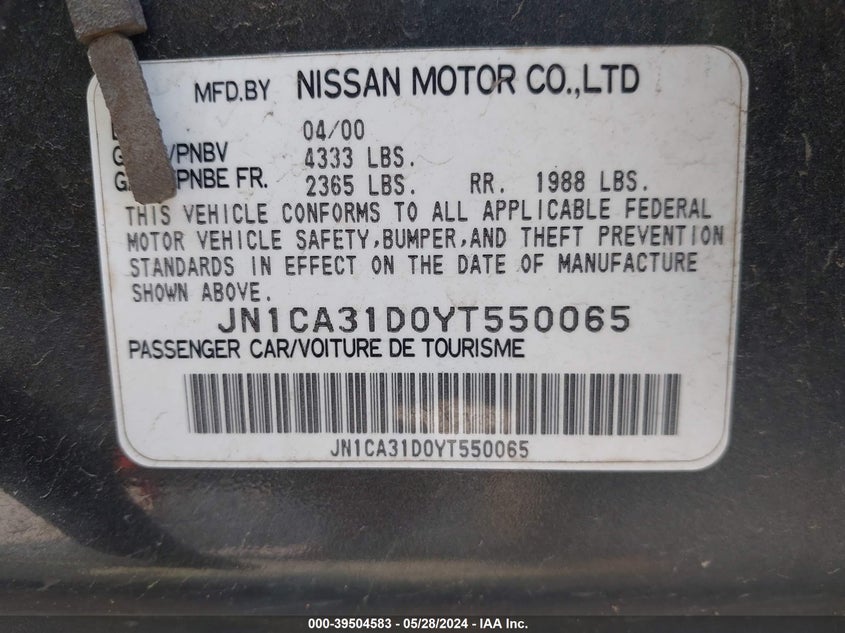 MFD.BY NISSAN MOTOR CO.,LTD
04/00
/PNBV 4333 LBS.
PNBE FR. 2365 LBS. RR. 1988 LBS.
THIS VEHICLE CONFORMS TO ALL APPLICABLE FEDERAL
MOTOR VEHICLE SAFETY,BUMPER,AND THEFT PREVENTION
STANDARDS IN EFFECT ON THE DATE OF MANUFACTURE
SHOWN ABOVE.
JN1CA31D0YT550065
PASSENGER CAR/VOITURE DE TOURISME
JN1CA31D0YT550065
000-39504583 - 05/28/2024 - IAA Inc.